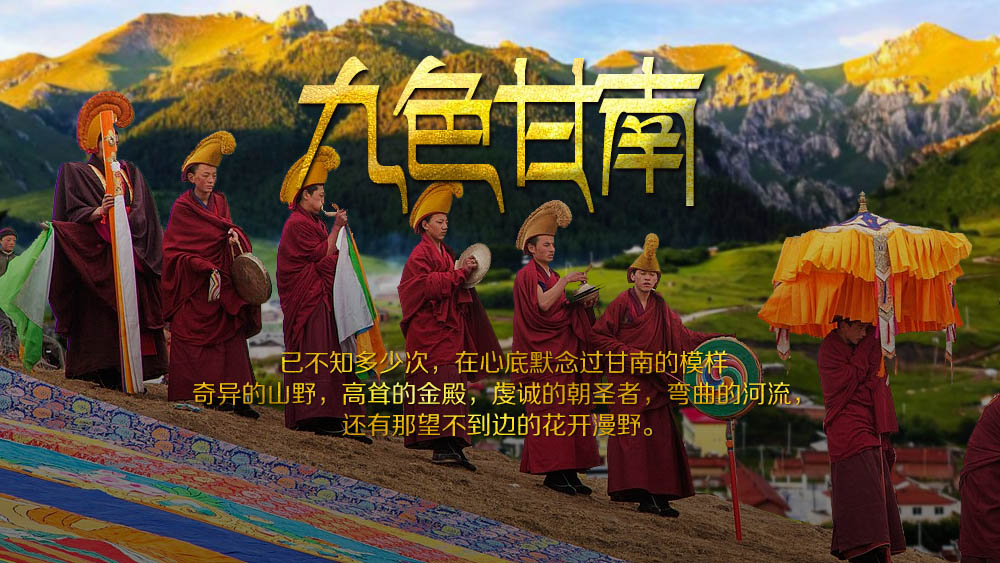 九色甘南
已不知多少次，在心底默念过甘南的模样
奇异的山野，高耸的金殿，虔诚的朝圣者，弯曲的河流，
还有那望不到边的花开漫野。